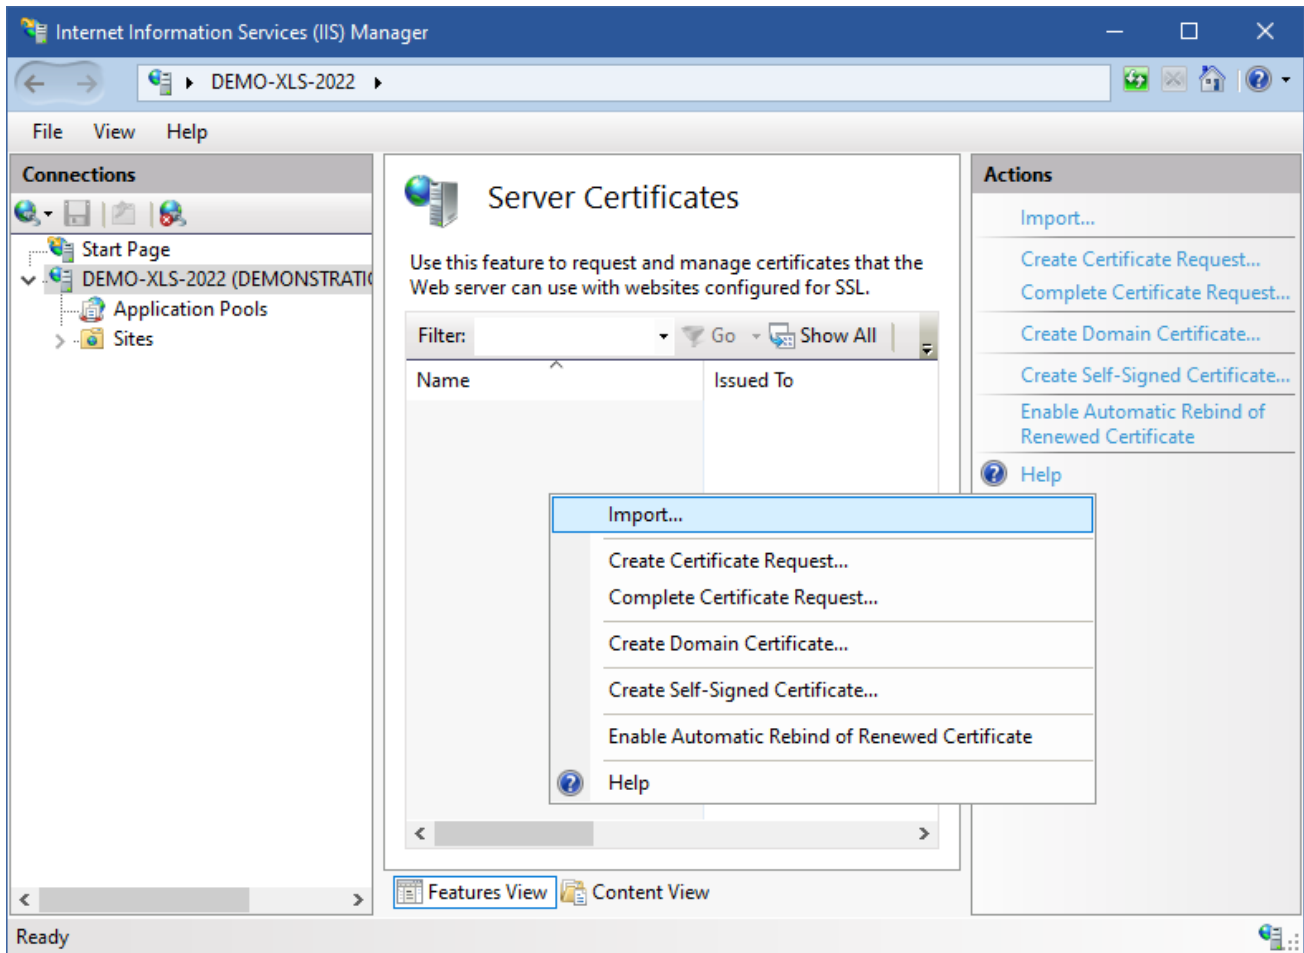 Internet Information Services (IIS) Manager
DEMO-XLS-2022
File View Help
Connections
Start Page
DEMO-XLS-2022 (DEMONSTRATI
Application Pools
Sites
Server Certificates
Use this feature to request and manage certificates that the
Web server can use with websites configured for SSL.
Filter: Go Show All
Name Issued To
Import...
Create Certificate Request...
Complete Certificate Request...
Create Domain Certificate...
Create Self-Signed Certificate...
Enable Automatic Rebind of Renewed Certificate
Help
Features View Content View
Actions
Import...
Create Certificate Request...
Complete Certificate Request...
Create Domain Certificate...
Create Self-Signed Certificate...
Enable Automatic Rebind of
Renewed Certificate
Help
Ready